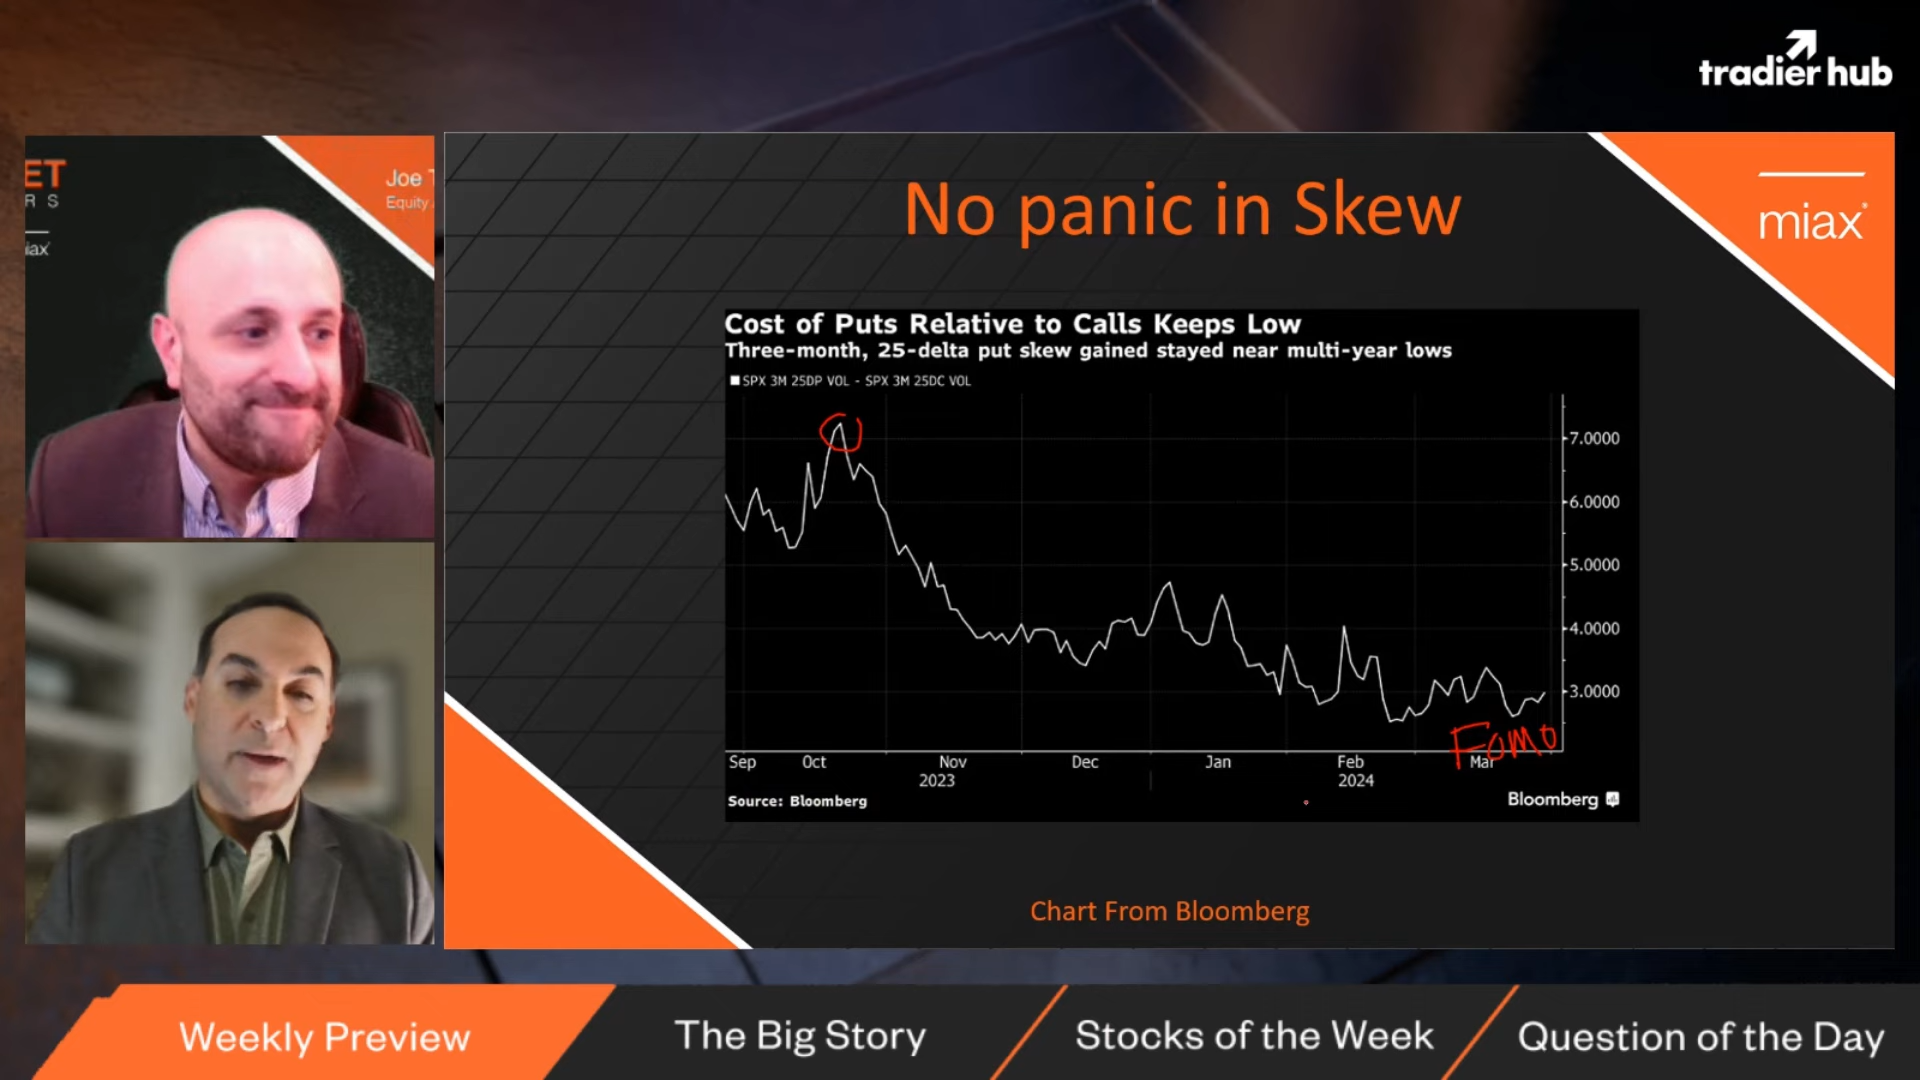 tradier hub
ET
R S
iax
Joe
Equity
No panic in Skew
miax
Cost of Puts Relative to Calls Keeps Low
Three-month, 25-delta put skew gained stayed near multi-year lows
SPX 3M 25DP VOL - SPX 3M 25DC VOL
7.0000
6.0000
5.0000
4.0000
3.0000
Fomo
Sep Oct Nov Dec Jan Feb Mar
2023 2024
Source: Bloomberg
Bloomberg
Chart From Bloomberg
Weekly Preview
The Big Story
Stocks of the Week
Question of the Day